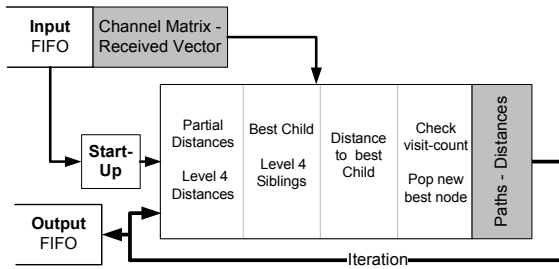 Input
FIFO
Channel Matrix -
Received Vector
Start-
Up
Partial
Distances
Level 4
Distances
Best Child
Level 4
Siblings
Distance
to best
Child
Check
visit-count
Pop new
best node
Paths - Distances
Output
FIFO
Iteration